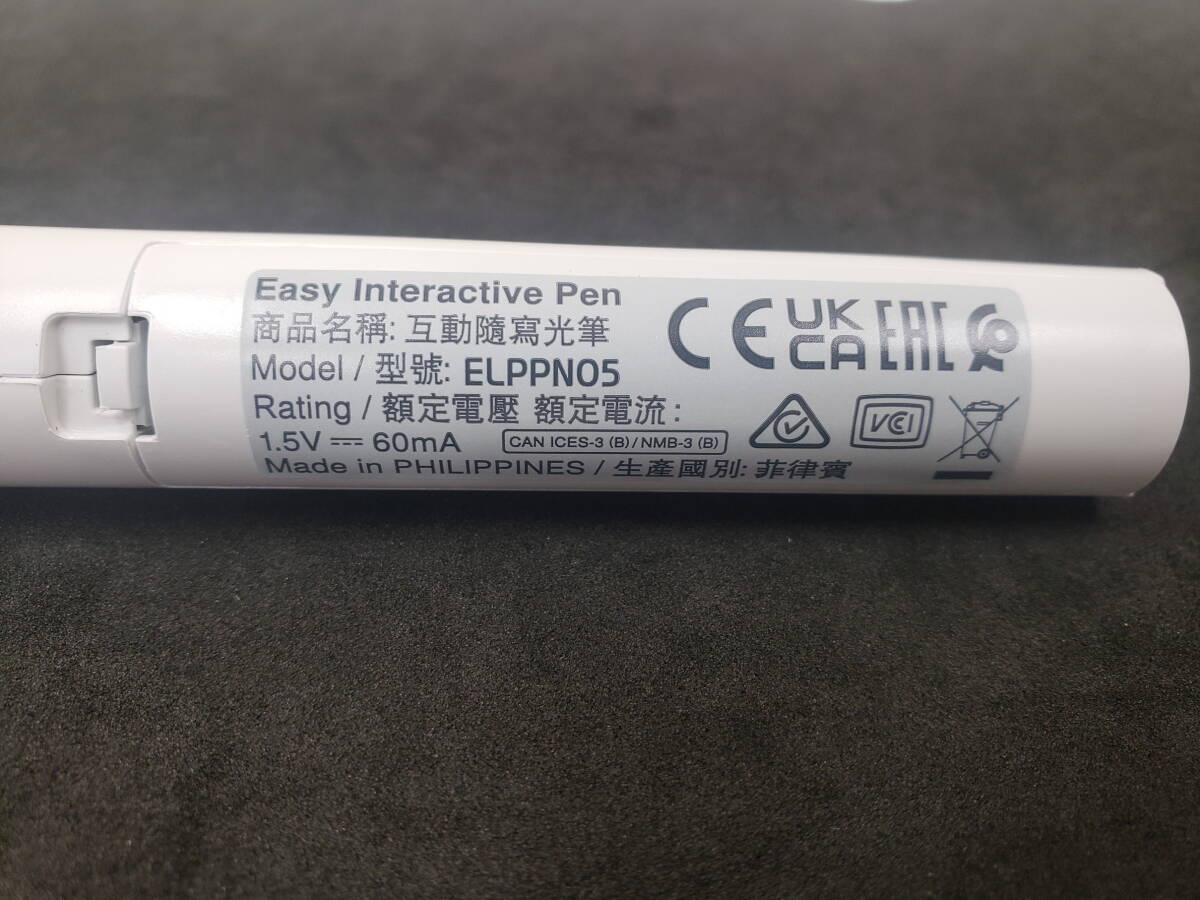 Easy Interactive Pen
商品名稱: 互動隨寫光筆
Model / 型號: ELPPN05
Rating / 額定電壓 額定電流:
1.5V ⎓ 60mA CAN ICES-3 (B) / NMB-3 (B)
Made in PHILIPPINES / 生產國別: 菲律賓
CE UK CA EAC
VCCI